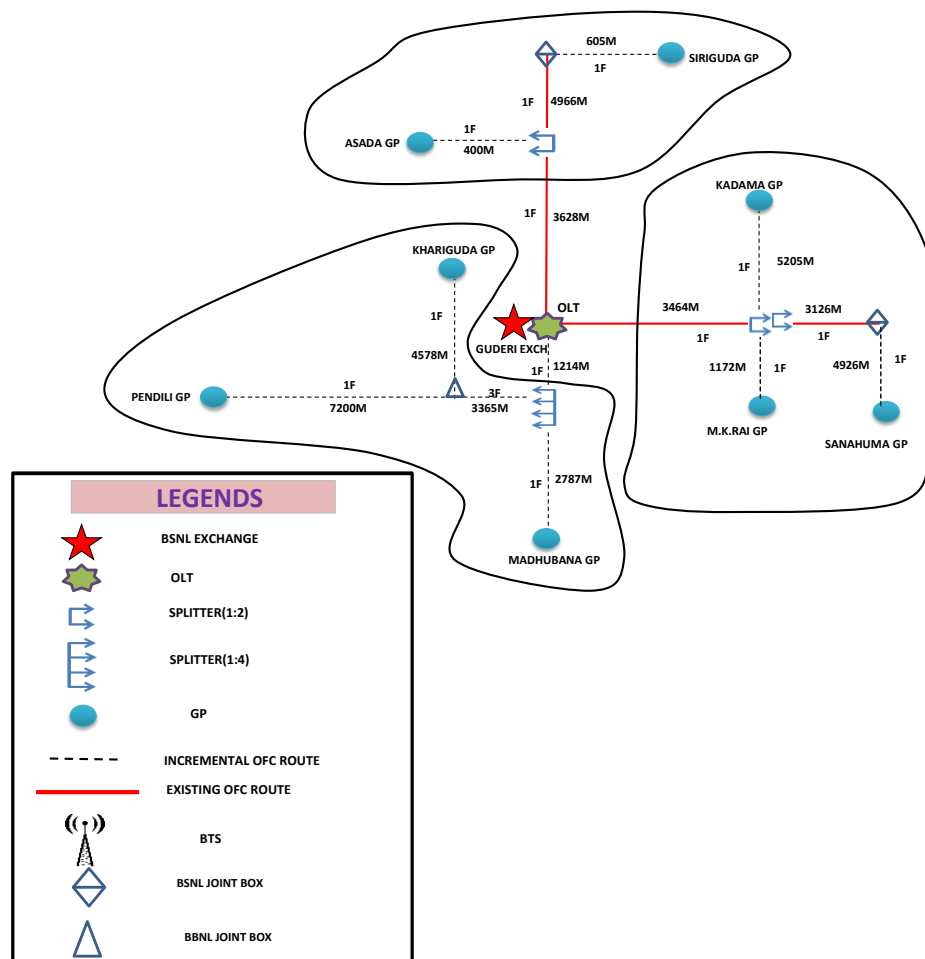 605M
SIRIGUDA GP
1F
1F
4966M
1F
ASADA GP
400M
KADAMA GP
1F
3628M
KHARIGUDA GP
5205M
1F
OLT
3464M
3126M
1F
GUDERI EXCH
1F
1F
4578M
1214M
1172M
4926M
1F
1F
1F
1F
3F
PENDILI GP
7200M
3365M
M.K.RAI GP
SANAHUMA GP
1F
2787M
MADHUBANA GP
LEGENDS
BSNL EXCHANGE
OLT
SPLITTER(1:2)
SPLITTER(1:4)
GP
INCREMENTAL OFC ROUTE
EXISTING OFC ROUTE
BTS
BSNL JOINT BOX
BBNL JOINT BOX